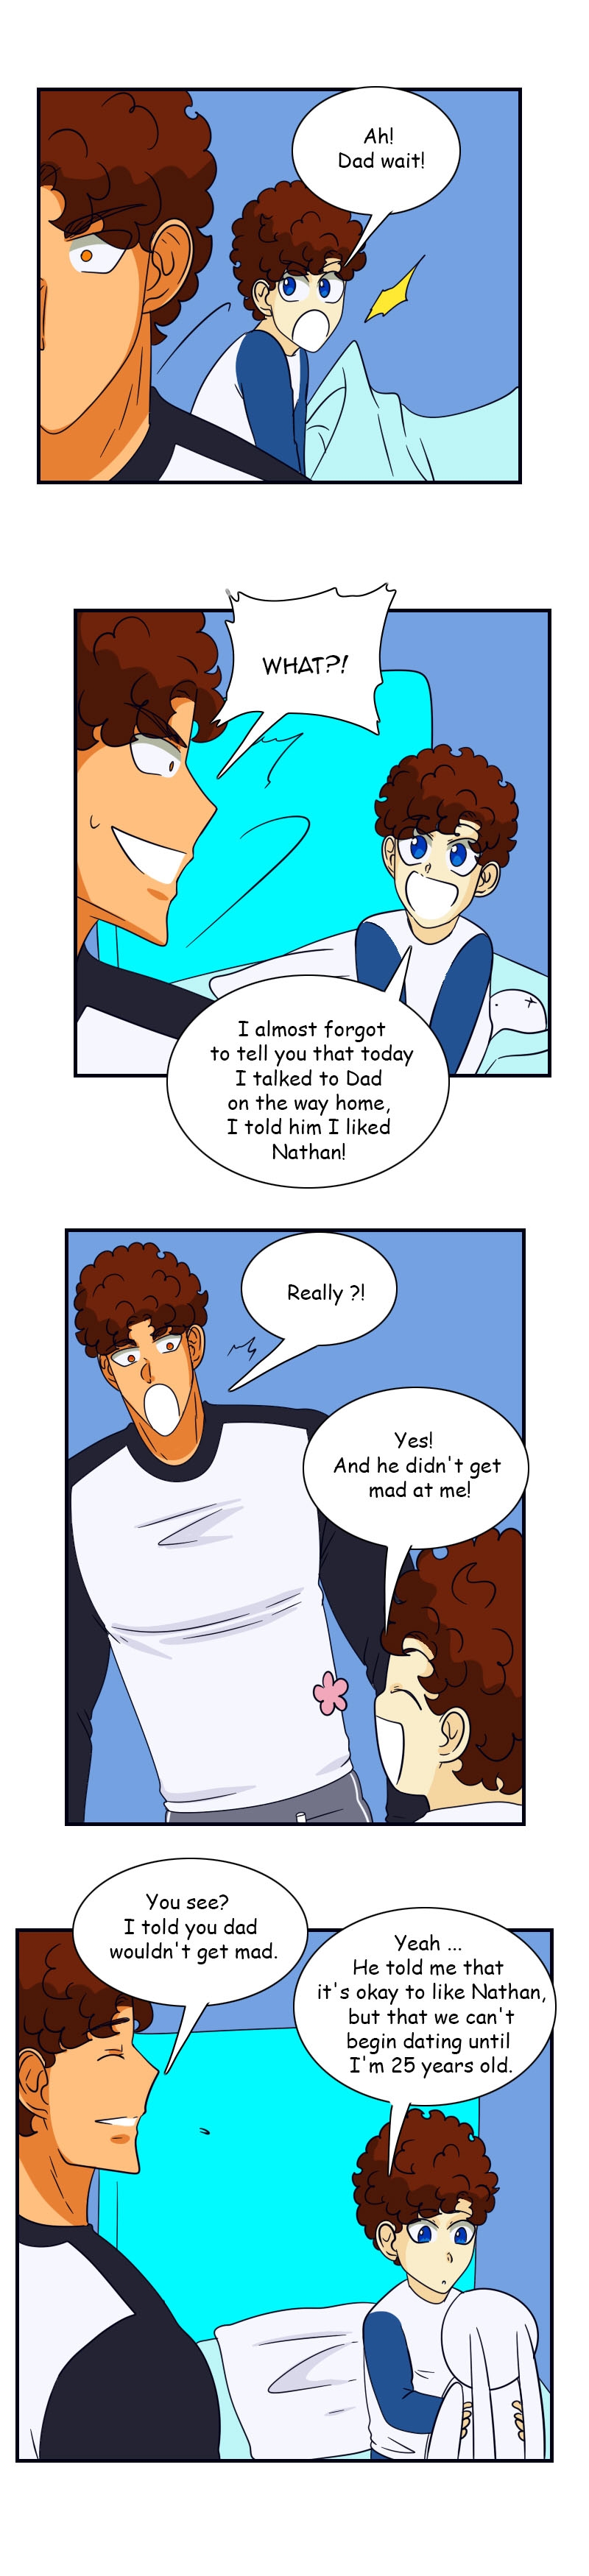 Ah!
Dad wait!
WHAT?!
I almost forgot
to tell you that today
I talked to Dad
on the way home,
I told him I liked
Nathan!
Really ?!
Yes!
And he didn't get
mad at me!
You see?
I told you dad
wouldn't get mad.
Yeah ...
He told me that
it's okay to like Nathan,
but that we can't
begin dating until
I'm 25 years old.